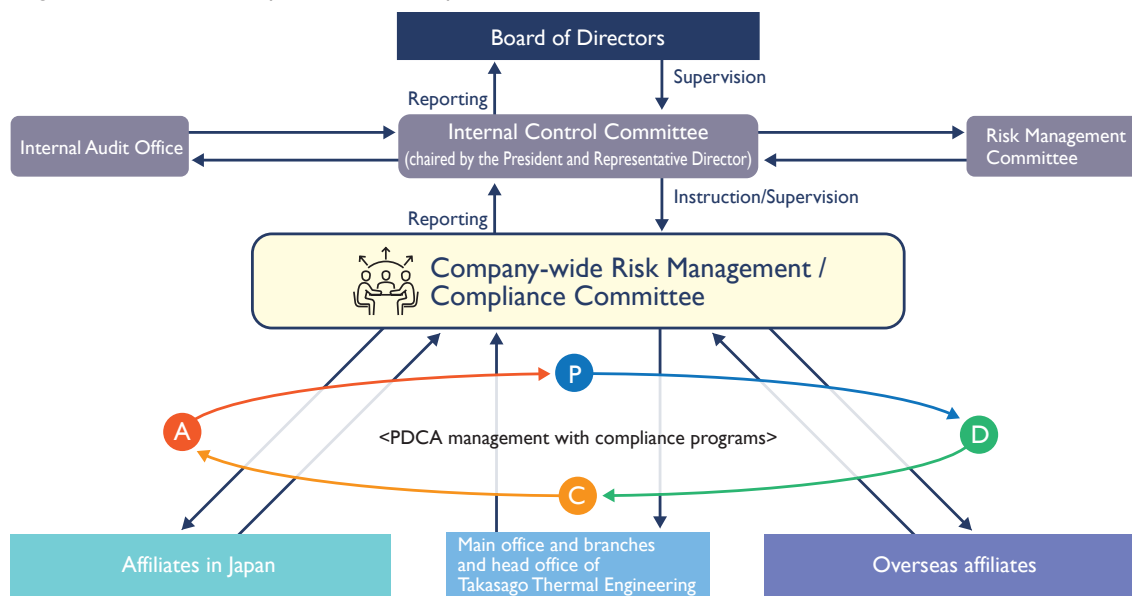 Board of Directors
Reporting
Supervision
Internal Audit Office
Internal Control Committee
(chaired by the President and Representative Director)
Risk Management
Committee
Reporting
Instruction/Supervision
Company-wide Risk Management /
Compliance Committee
P
A
<PDCA management with compliance programs>
D
C
Affiliates in Japan
Main office and branches
and head office of
Takasago Thermal Engineering
Overseas affiliates